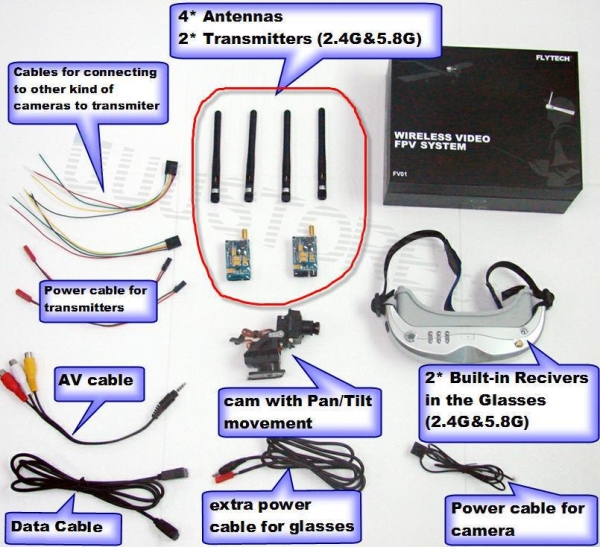 4* Antennas
2* Transmitters (2.4G&5.8G)
Cables for connecting
to other kind of
cameras to transmiter
FLYTECH
WIRELESS VIDEO
FPV SYSTEM
FV01
Power cable for
transmitters
AV cable
cam with Pan/Tilt
movement
2* Built-in Recivers
in the Glasses
(2.4G&5.8G)
Data Cable
extra power
cable for glasses
Power cable for
camera